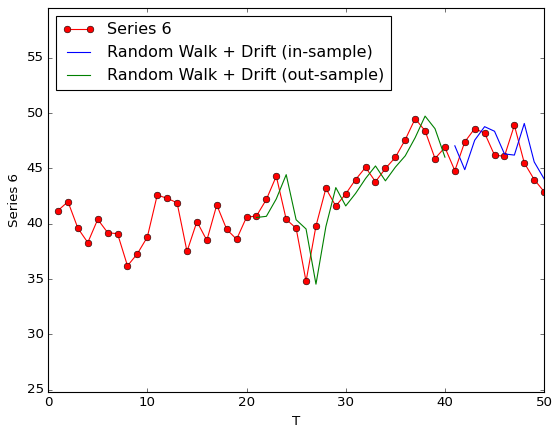 Series 6
Random Walk + Drift (in-sample)
Random Walk + Drift (out-sample)
55
50
45
40
35
30
25
Series 6
0 10 20 30 40 50
T